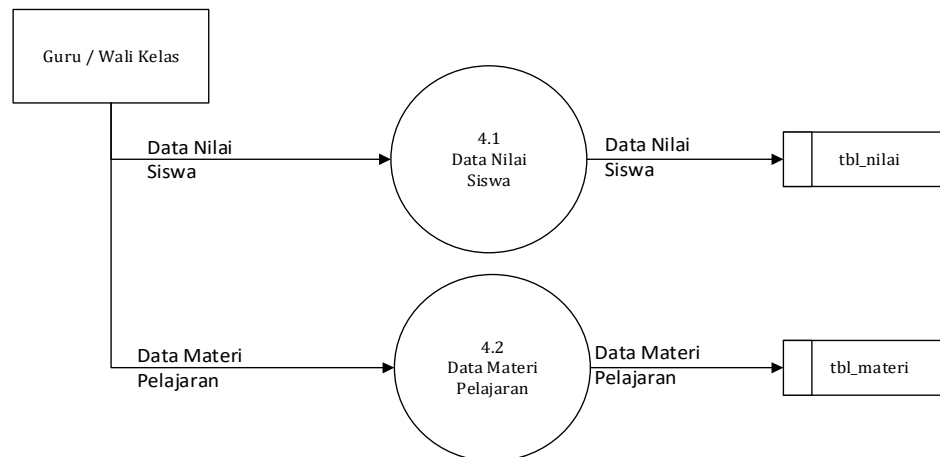 Guru / Wali Kelas
Data Nilai
Siswa
4.1
Data Nilai
Siswa
Data Nilai
Siswa
tbl_nilai
Data Materi
Pelajaran
4.2
Data Materi
Pelajaran
Data Materi
Pelajaran
tbl_materi